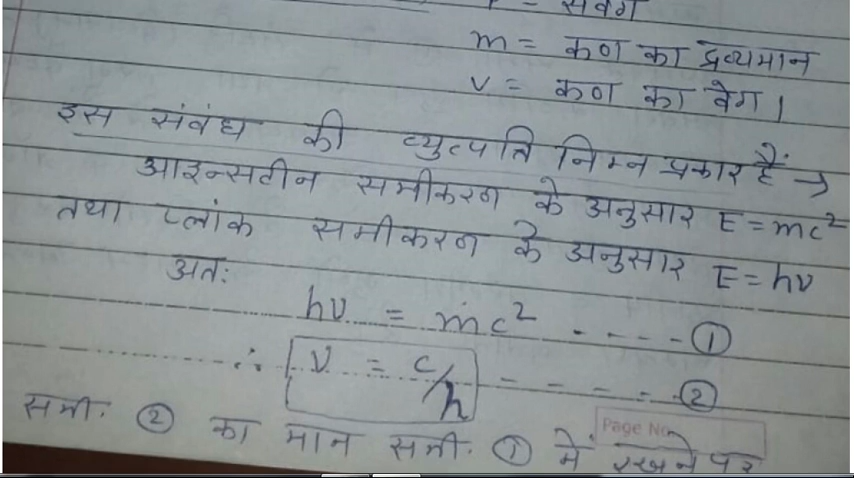 = संवेग
m = कण का द्रव्यमान
v = कण का वेग।
इस संबंध की व्युत्पति निम्न प्रकार हैं →
आइन्सटीन समीकरण के अनुसार E = mc²
तथा प्लांक समीकरण के अनुसार E = hν
अतः
hν = mc² - - - - ①
∴ ν = c/h - - - - - ②
समी. ② का मान समी. ① में रखने पर
Page No.